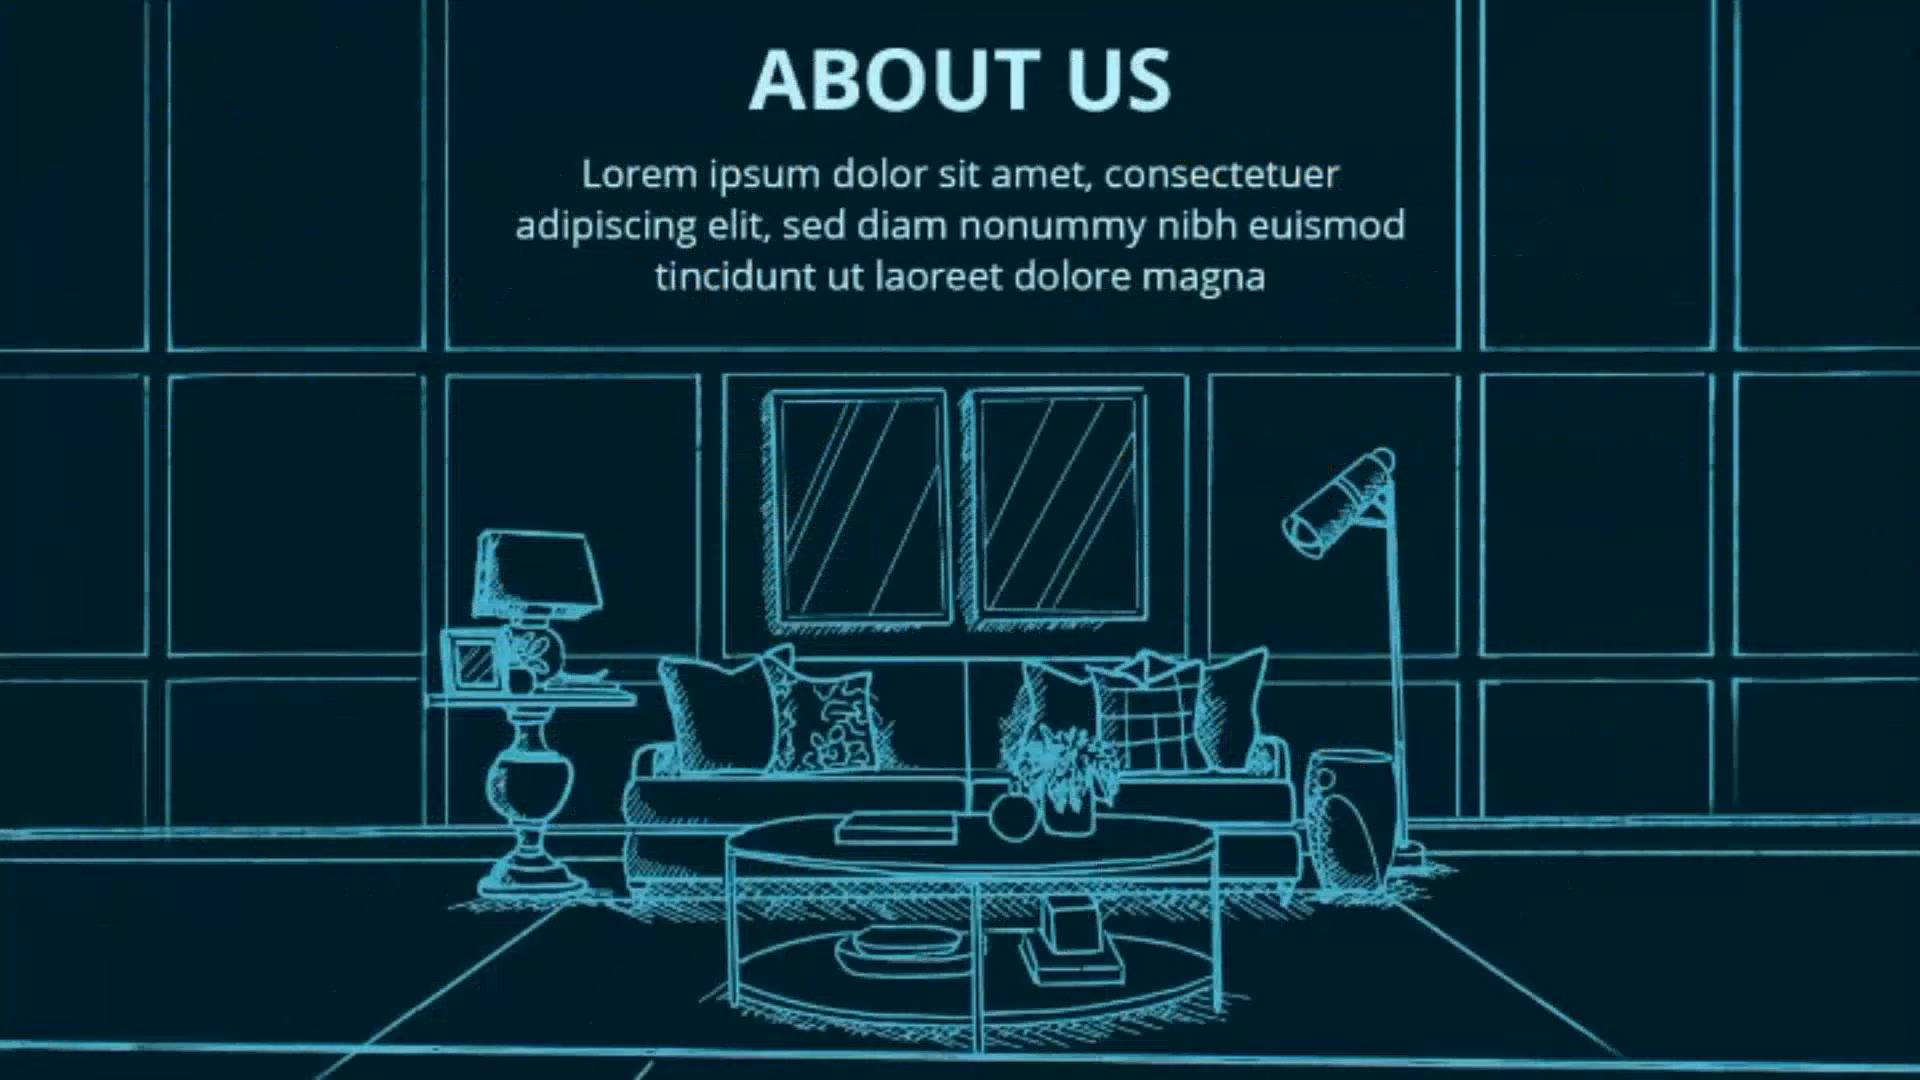 ABOUT US
Lorem ipsum dolor sit amet, consectetuer
adipiscing elit, sed diam nonummy nibh euismod
tincidunt ut laoreet dolore magna